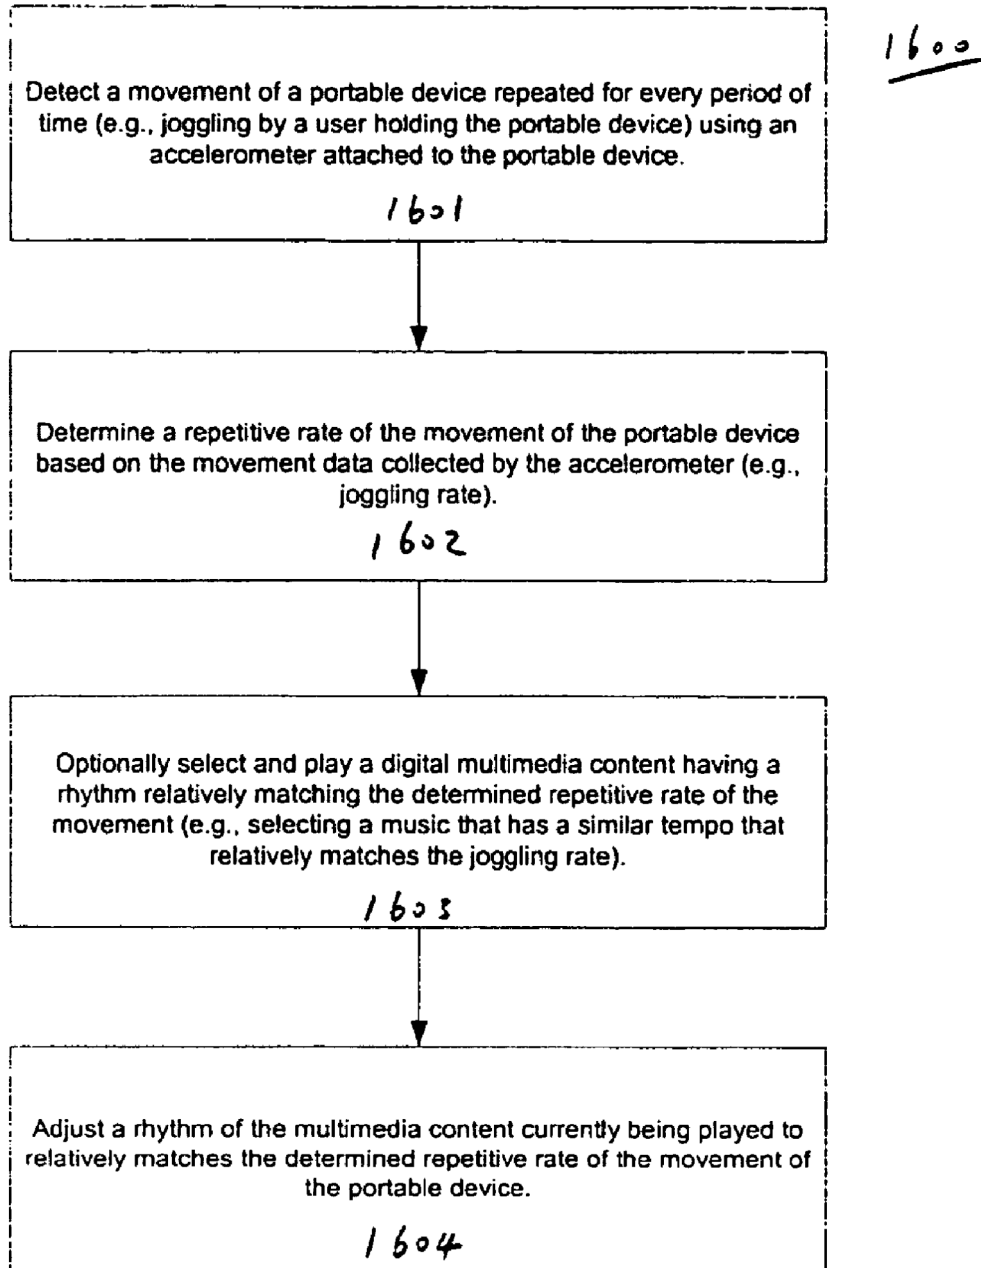 1600
Detect a movement of a portable device repeated for every period of
time (e.g., joggling by a user holding the portable device) using an
accelerometer attached to the portable device.
1601
Determine a repetitive rate of the movement of the portable device
based on the movement data collected by the accelerometer (e.g.,
joggling rate).
1602
Optionally select and play a digital multimedia content having a
rhythm relatively matching the determined repetitive rate of the
movement (e.g., selecting a music that has a similar tempo that
relatively matches the joggling rate).
1603
Adjust a rhythm of the multimedia content currently being played to
relatively matches the determined repetitive rate of the movement of
the portable device.
1604